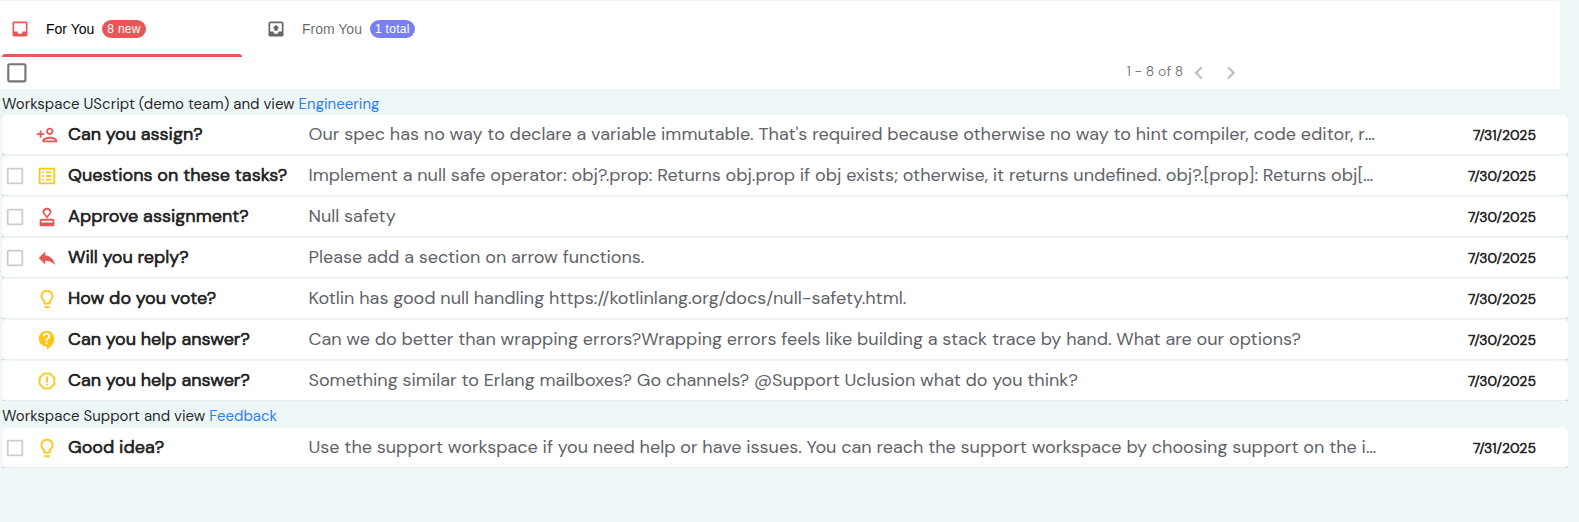 For You 8 new From You 1 total
1 - 8 of 8
Workspace UScript (demo team) and view Engineering
Can you assign? Our spec has no way to declare a variable immutable. That's required because otherwise no way to hint compiler, code editor, r... 7/31/2025
Questions on these tasks? Implement a null safe operator: obj?.prop: Returns obj.prop if obj exists; otherwise, it returns undefined. obj?.[prop]: Returns obj[... 7/30/2025
Approve assignment? Null safety 7/30/2025
Will you reply? Please add a section on arrow functions. 7/30/2025
How do you vote? Kotlin has good null handling https://kotlinlang.org/docs/null-safety.html. 7/30/2025
Can you help answer? Can we do better than wrapping errors?Wrapping errors feels like building a stack trace by hand. What are our options? 7/30/2025
Can you help answer? Something similar to Erlang mailboxes? Go channels? @Support Uclusion what do you think? 7/30/2025
Workspace Support and view Feedback
Good idea? Use the support workspace if you need help or have issues. You can reach the support workspace by choosing support on the i... 7/31/2025